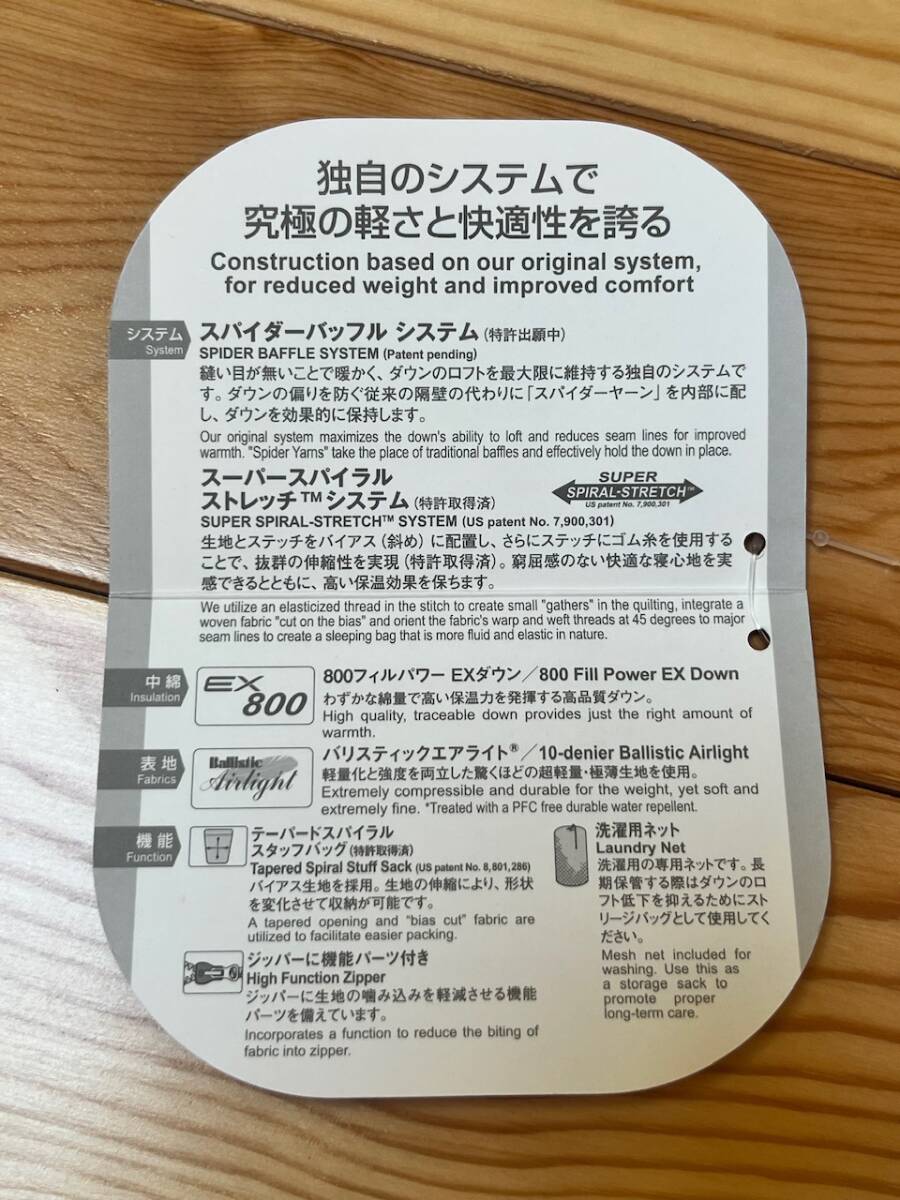 独自のシステムで
究極の軽さと快適性を誇る
Construction based on our original system,
for reduced weight and improved comfort
システム
System
スパイダーバッフル システム (特許出願中)
SPIDER BAFFLE SYSTEM (Patent pending)
縫い目が無いことで暖かく、ダウンのロフトを最大限に維持する独自のシステムで
す。ダウンの偏りを防ぐ従来の隔壁の代わりに「スパイダーヤーン」を内部に配
し、ダウンを効果的に保持します。
Our original system maximizes the down's ability to loft and reduces seam lines for improved
warmth. "Spider Yarns" take the place of traditional baffles and effectively hold the down in place.
スーパースパイラル
ストレッチ™システム (特許取得済)
SUPER SPIRAL-STRETCH™ SYSTEM (US patent No. 7,900,301)
SUPER
SPIRAL-STRETCH™
US patent No. 7,900,301
生地とステッチをバイアス(斜め)に配置し、さらにステッチにゴム糸を使用する
ことで、抜群の伸縮性を実現(特許取得済)。窮屈感のない快適な寝心地を実
感できるとともに、高い保温効果を保ちます。
We utilize an elasticized thread in the stitch to create small "gathers" in the quilting, integrate a
woven fabric "cut on the bias" and orient the fabric's warp and weft threads at 45 degrees to major
seam lines to create a sleeping bag that is more fluid and elastic in nature.
中綿
Insulation
EX
800
800フィルパワー EXダウン/800 Fill Power EX Down
わずかな綿量で高い保温力を発揮する高品質ダウン。
High quality, traceable down provides just the right amount of
warmth.
表地
Fabrics
Ballistic
Airlight
バリスティックエアライト®/10-denier Ballistic Airlight
軽量化と強度を両立した驚くほどの超軽量・極薄生地を使用。
Extremely compressible and durable for the weight, yet soft and
extremely fine. *Treated with a PFC free durable water repellent.
機能
Function
テーパードスパイラル
スタッフバッグ(特許取得済)
Tapered Spiral Stuff Sack (US patent No. 8,801,286)
バイアス生地を採用。生地の伸縮により、形状
を変化させて収納が可能です。
A tapered opening and "bias cut" fabric are
utilized to facilitate easier packing.
ジッパーに機能パーツ付き
High Function Zipper
ジッパーに生地の噛み込みを軽減させる機能
パーツを備えています。
Incorporates a function to reduce the biting of
fabric into zipper.
洗濯用ネット
Laundry Net
洗濯用の専用ネットです。長
期保管する際はダウンのロ
フト低下を抑えるためにスト
リージバッグとして使用してく
ださい。
Mesh net included for
washing. Use this as
a storage sack to
promote proper
long-term care.